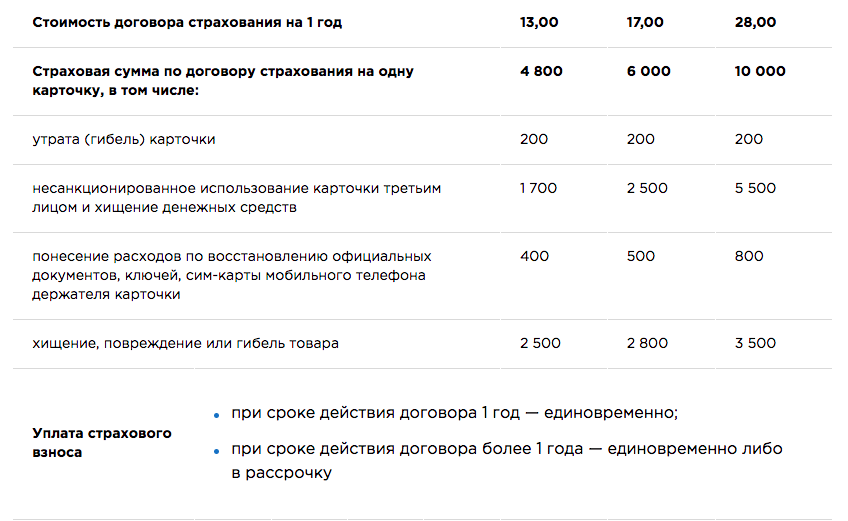 Стоимость договора страхования на 1 год 13,00 17,00 28,00
Страховая сумма по договору страхования на одну 4 800 6 000 10 000
карточку, в том числе:
утрата (гибель) карточки 200 200 200
несанкционированное использование карточки третьим 1 700 2 500 5 500
лицом и хищение денежных средств
понесение расходов по восстановлению официальных 400 500 800
документов, ключей, сим-карты мобильного телефона
держателя карточки
хищение, повреждение или гибель товара 2 500 2 800 3 500
Уплата страхового
взноса
• при сроке действия договора 1 год — единовременно;
• при сроке действия договора более 1 года — единовременно либо
в рассрочку